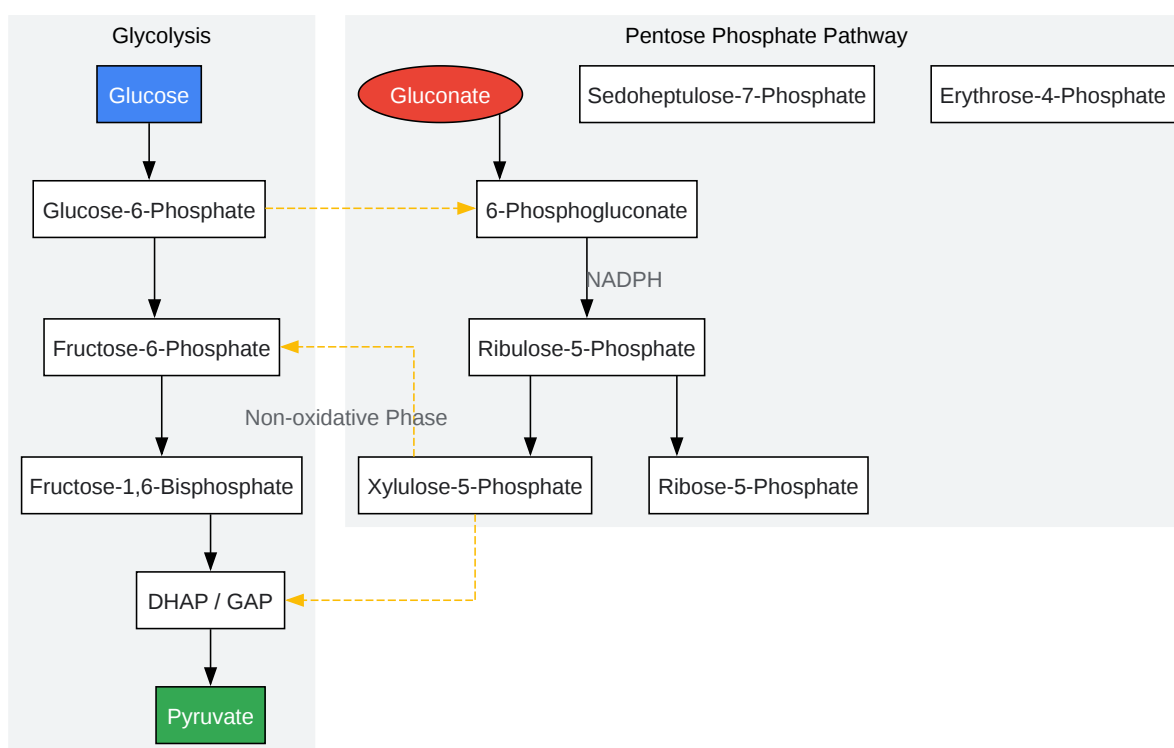 Glycolysis
Pentose Phosphate Pathway
Glucose
Gluconate
Sedoheptulose-7-Phosphate
Erythrose-4-Phosphate
Glucose-6-Phosphate
6-Phosphogluconate
NADPH
Fructose-6-Phosphate
Ribulose-5-Phosphate
Non-oxidative Phase
Fructose-1,6-Bisphosphate
Xylulose-5-Phosphate
Ribose-5-Phosphate
DHAP / GAP
Pyruvate